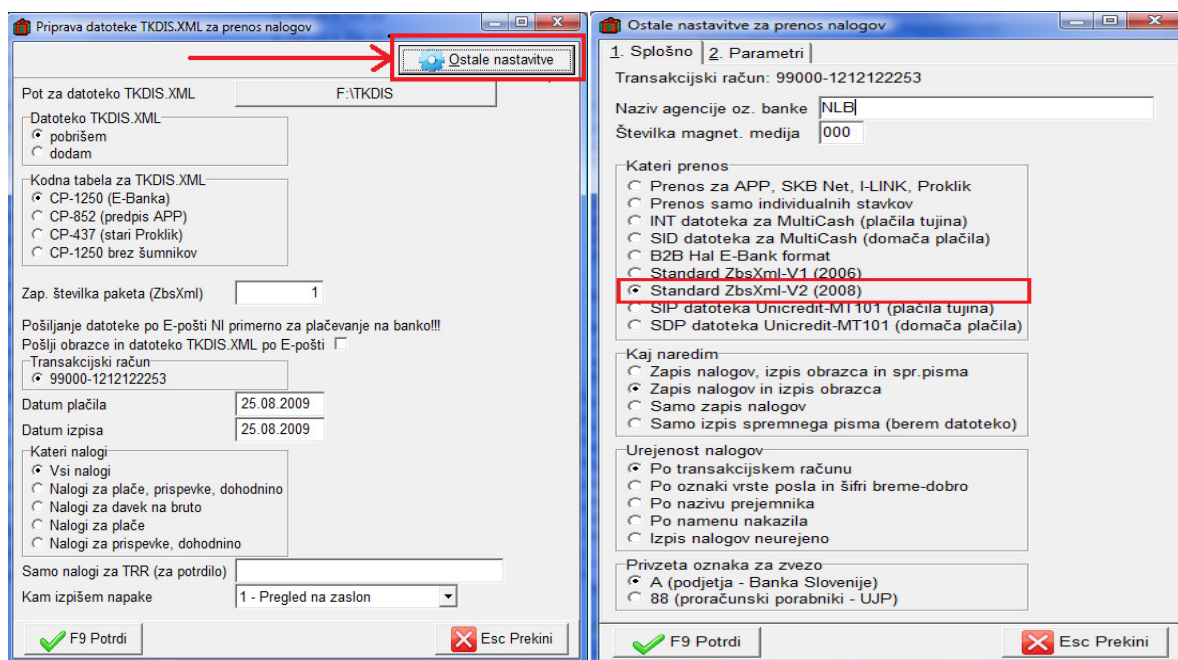 Priprava datoteke TKDIS.XML za prenos nalogov
Ostale nastavitve
Pot za datoteko TKDIS.XML
F:\TKDIS
Datoteko TKDIS.XML
pobrišem
dodam
Kodna tabela za TKDIS.XML
CP-1250 (E-Banka)
CP-852 (predpis APP)
CP-437 (stari Proklik)
CP-1250 brez šumnikov
Zap. številka paketa (ZbsXml)
1
Pošiljanje datoteke po E-pošti NI primerno za plačevanje na banko!!!
Pošlji obrazce in datoteko TKDIS.XML po E-pošti
Transakcijski račun
99000-1212122253
Datum plačila
25.08.2009
Datum izpisa
25.08.2009
Kateri nalogi
Vsi nalogi
Nalogi za plače, prispevke, dohodnino
Nalogi za davek na bruto
Nalogi za plače
Nalogi za prispevke, dohodnino
Samo nalogi za TRR (za potrdilo)
Kam izpišem napake
1 - Pregled na zaslon
F9 Potrdi
Esc Prekini
Ostale nastavitve za prenos nalogov
1. Splošno
2. Parametri
Transakcijski račun: 99000-1212122253
Naziv agencije oz. banke
NLB
Številka magnet. medija
000
Kateri prenos
Prenos za APP, SKB Net, I-LINK, Proklik
Prenos samo individualnih stavkov
INT datoteka za MultiCash (plačila tujina)
SID datoteka za MultiCash (domača plačila)
B2B Hal E-Bank format
Standard ZbsXml-V1 (2006)
Standard ZbsXml-V2 (2008)
SIP datoteka Unicredit-MT101 (plačila tujina)
SDP datoteka Unicredit-MT101 (domača plačila)
Kaj naredim
Zapis nalogov, izpis obrazca in spr.pisma
Zapis nalogov in izpis obrazca
Samo zapis nalogov
Samo izpis spremnega pisma (berem datoteko)
Urejenost nalogov
Po transakcijskem računu
Po oznaki vrste posla in šifri breme-dobro
Po nazivu prejemnika
Po namenu nakazila
Izpis nalogov neurejeno
Privzeta oznaka za zvezo
A (podjetja - Banka Slovenije)
88 (proračunski porabniki - UJP)
F9 Potrdi
Esc Prekini